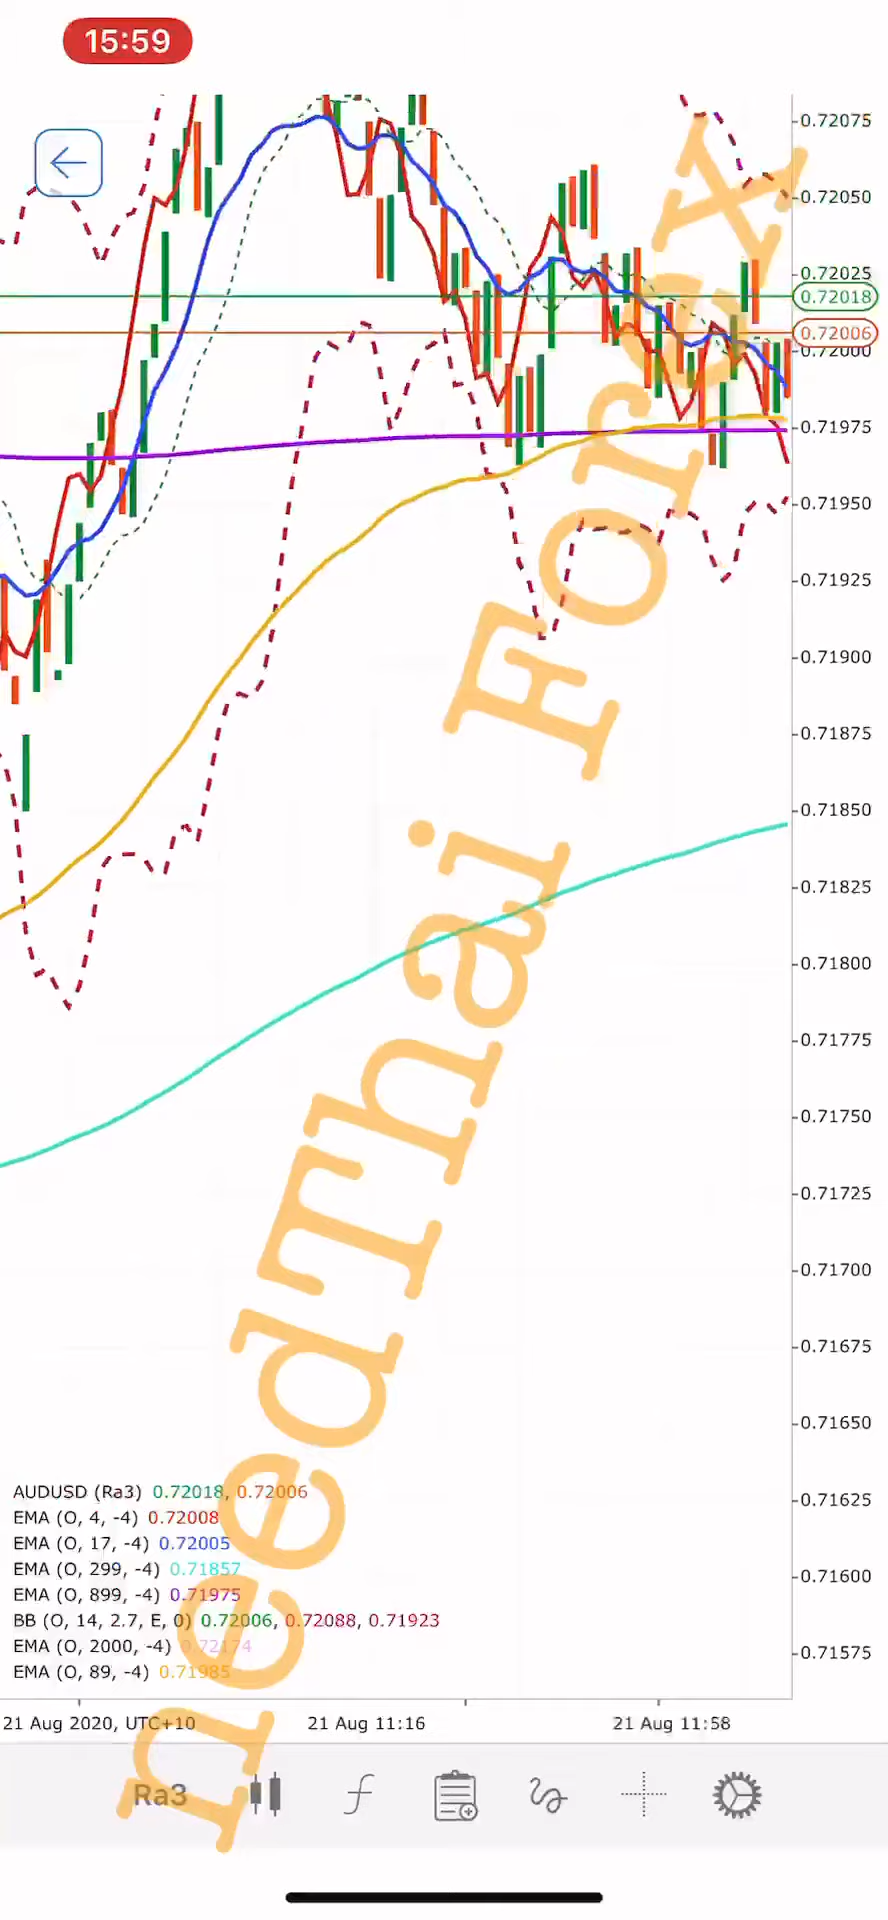 15:59
0.72075
0.72050
0.72025
0.72018
0.72006
0.72000
0.71975
0.71950
0.71925
0.71900
0.71875
0.71850
0.71825
0.71800
0.71775
0.71750
0.71725
0.71700
0.71675
0.71650
0.71625
0.71600
0.71575
needThai Forex
AUDUSD (Ra3) 0.72018, 0.72006
EMA (O, 4, -4) 0.72008
EMA (O, 17, -4) 0.72005
EMA (O, 299, -4) 0.71857
EMA (O, 899, -4) 0.71975
BB (O, 14, 2.7, E, 0) 0.72006, 0.72088, 0.71923
EMA (O, 2000, -4) 0.72174
EMA (O, 89, -4) 0.71985
21 Aug 2020, UTC+10 21 Aug 11:16 21 Aug 11:58
Ra3